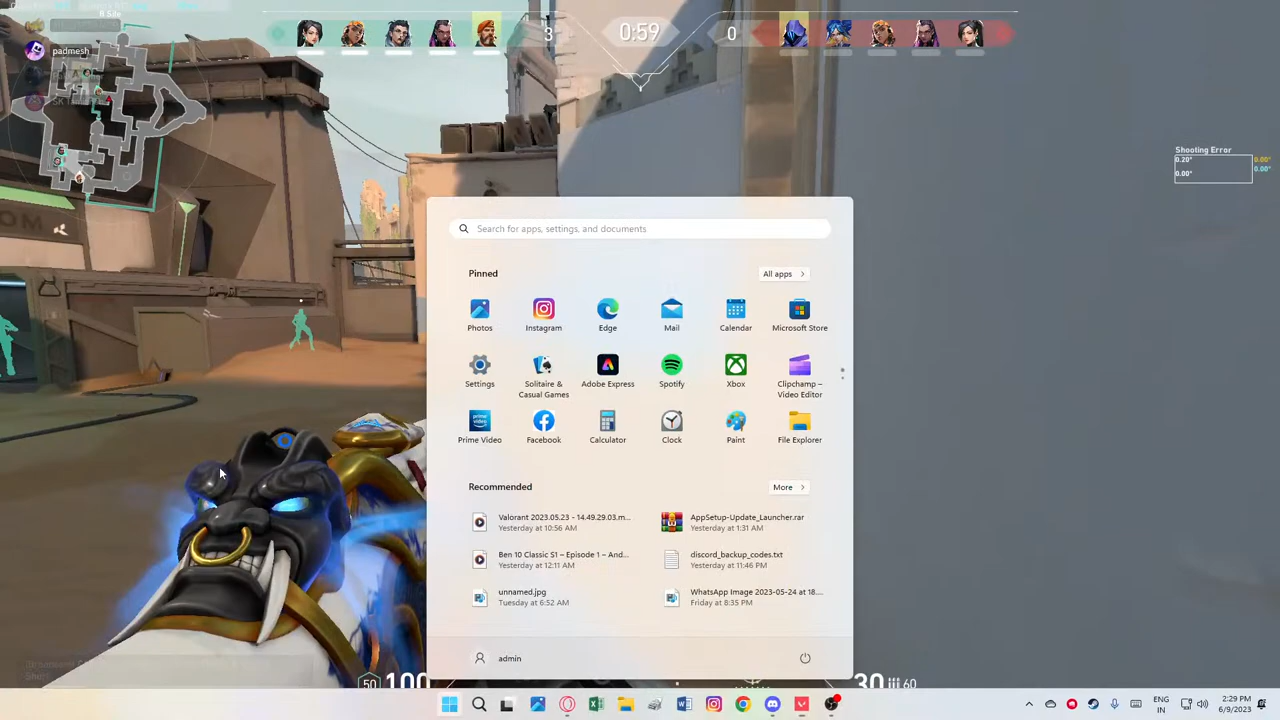 A Site
3
0:59
0
padmesh
Shooting Error
0.20°
0.00°
0.00°
0.00°
Search for apps, settings, and documents
Pinned
All apps
Photos
Instagram
Edge
Mail
Calendar
Microsoft Store
Settings
Solitaire &
Casual Games
Adobe Express
Spotify
Xbox
Clipchamp –
Video Editor
prime
video
Prime Video
Facebook
Calculator
Clock
Paint
File Explorer
Recommended
More
Valorant 2023.05.23 - 14.49.29.03.m...
Yesterday at 10:56 AM
AppSetup-Update_Launcher.rar
Yesterday at 1:31 AM
Ben 10 Classic S1 – Episode 1 – And...
Yesterday at 12:11 AM
discord_backup_codes.txt
Yesterday at 11:46 PM
unnamed.jpg
Tuesday at 6:52 AM
WhatsApp Image 2023-05-24 at 18....
Friday at 8:35 PM
admin
50
100
30
60
ENG
IN
2:29 PM
6/9/2023